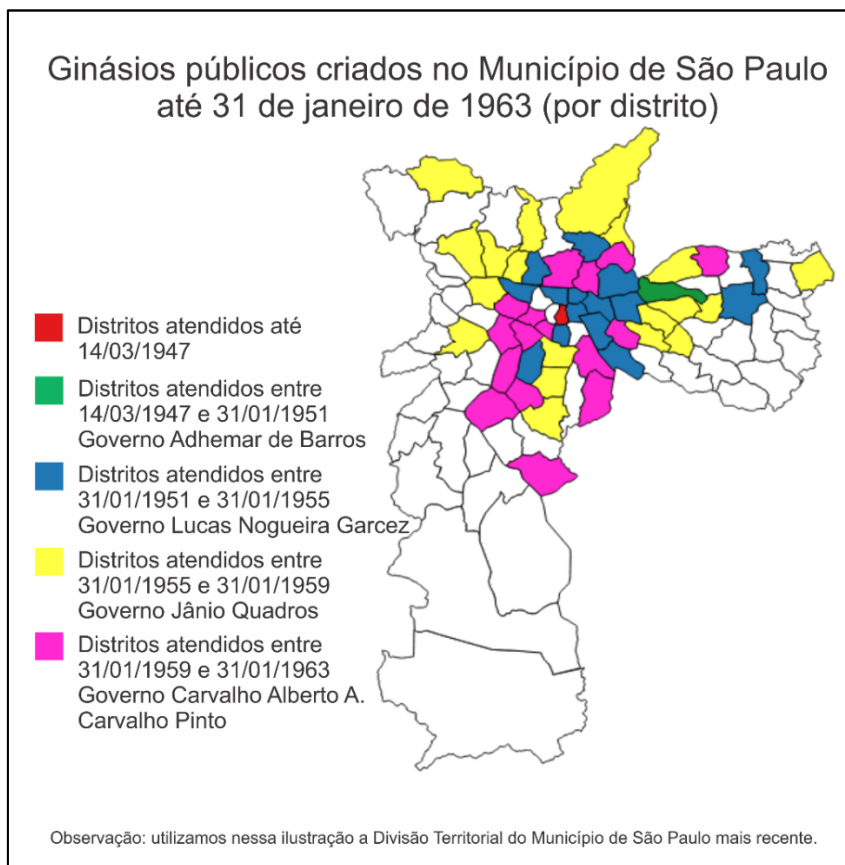 Ginásios públicos criados no Município de São Paulo
até 31 de janeiro de 1963 (por distrito)
Distritos atendidos até
14/03/1947
Distritos atendidos entre
14/03/1947 e 31/01/1951
Governo Adhemar de Barros
Distritos atendidos entre
31/01/1951 e 31/01/1955
Governo Lucas Nogueira Garcez
Distritos atendidos entre
31/01/1955 e 31/01/1959
Governo Jânio Quadros
Distritos atendidos entre
31/01/1959 e 31/01/1963
Governo Carvalho Alberto A.
Carvalho Pinto
Observação: utilizamos nessa ilustração a Divisão Territorial do Município de São Paulo mais recente.